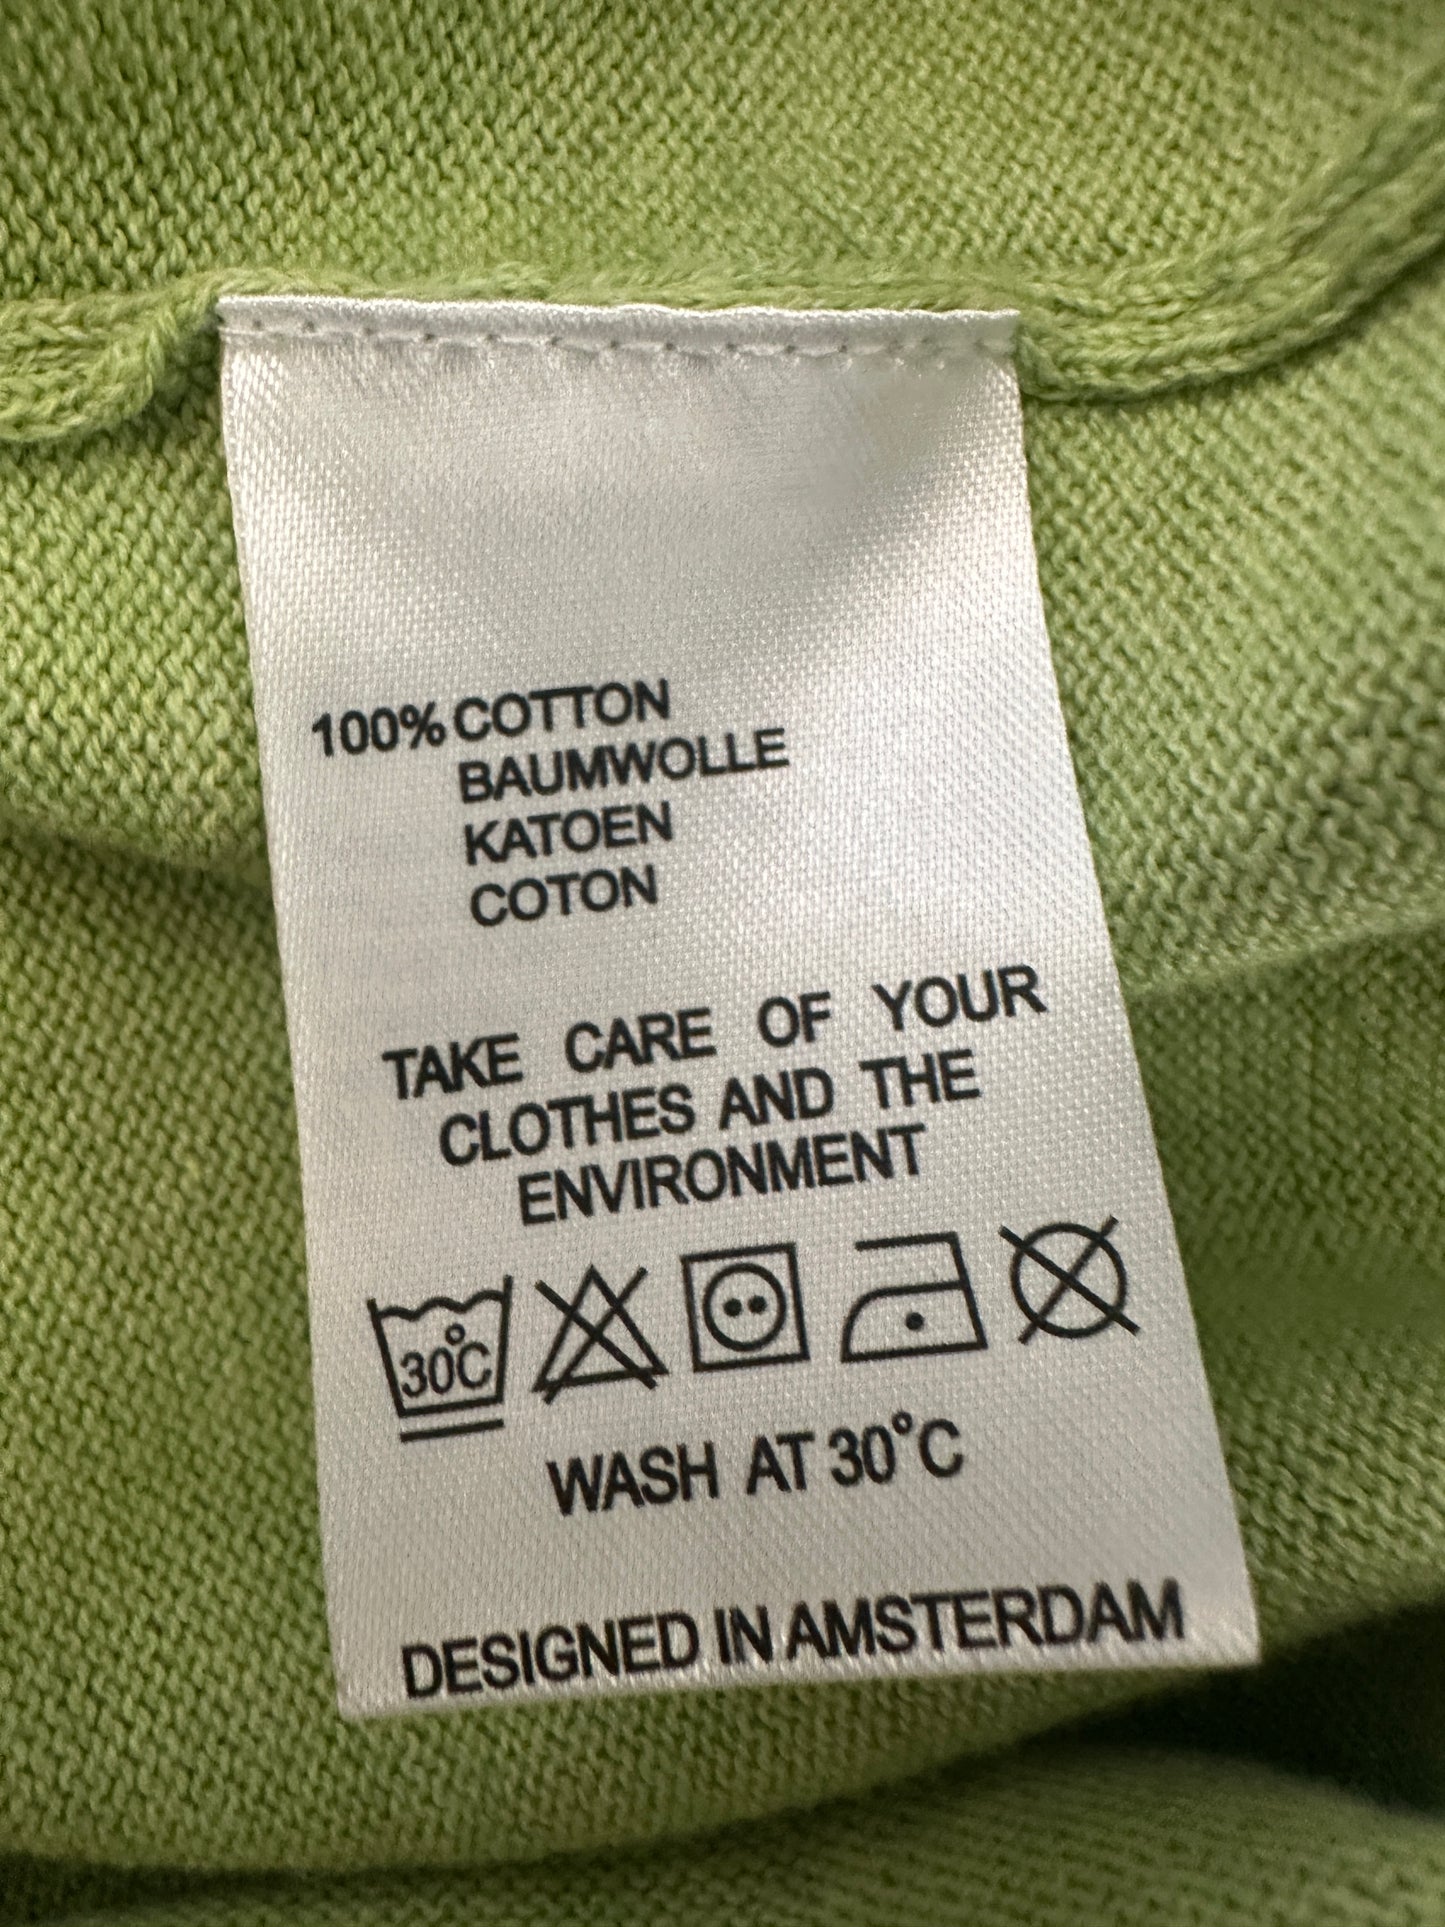 100% COTTON
BAUMWOLLE
KATOEN
COTON
TAKE CARE OF YOUR
CLOTHES AND THE
ENVIRONMENT
30°C
WASH AT 30°C
DESIGNED IN AMSTERDAM